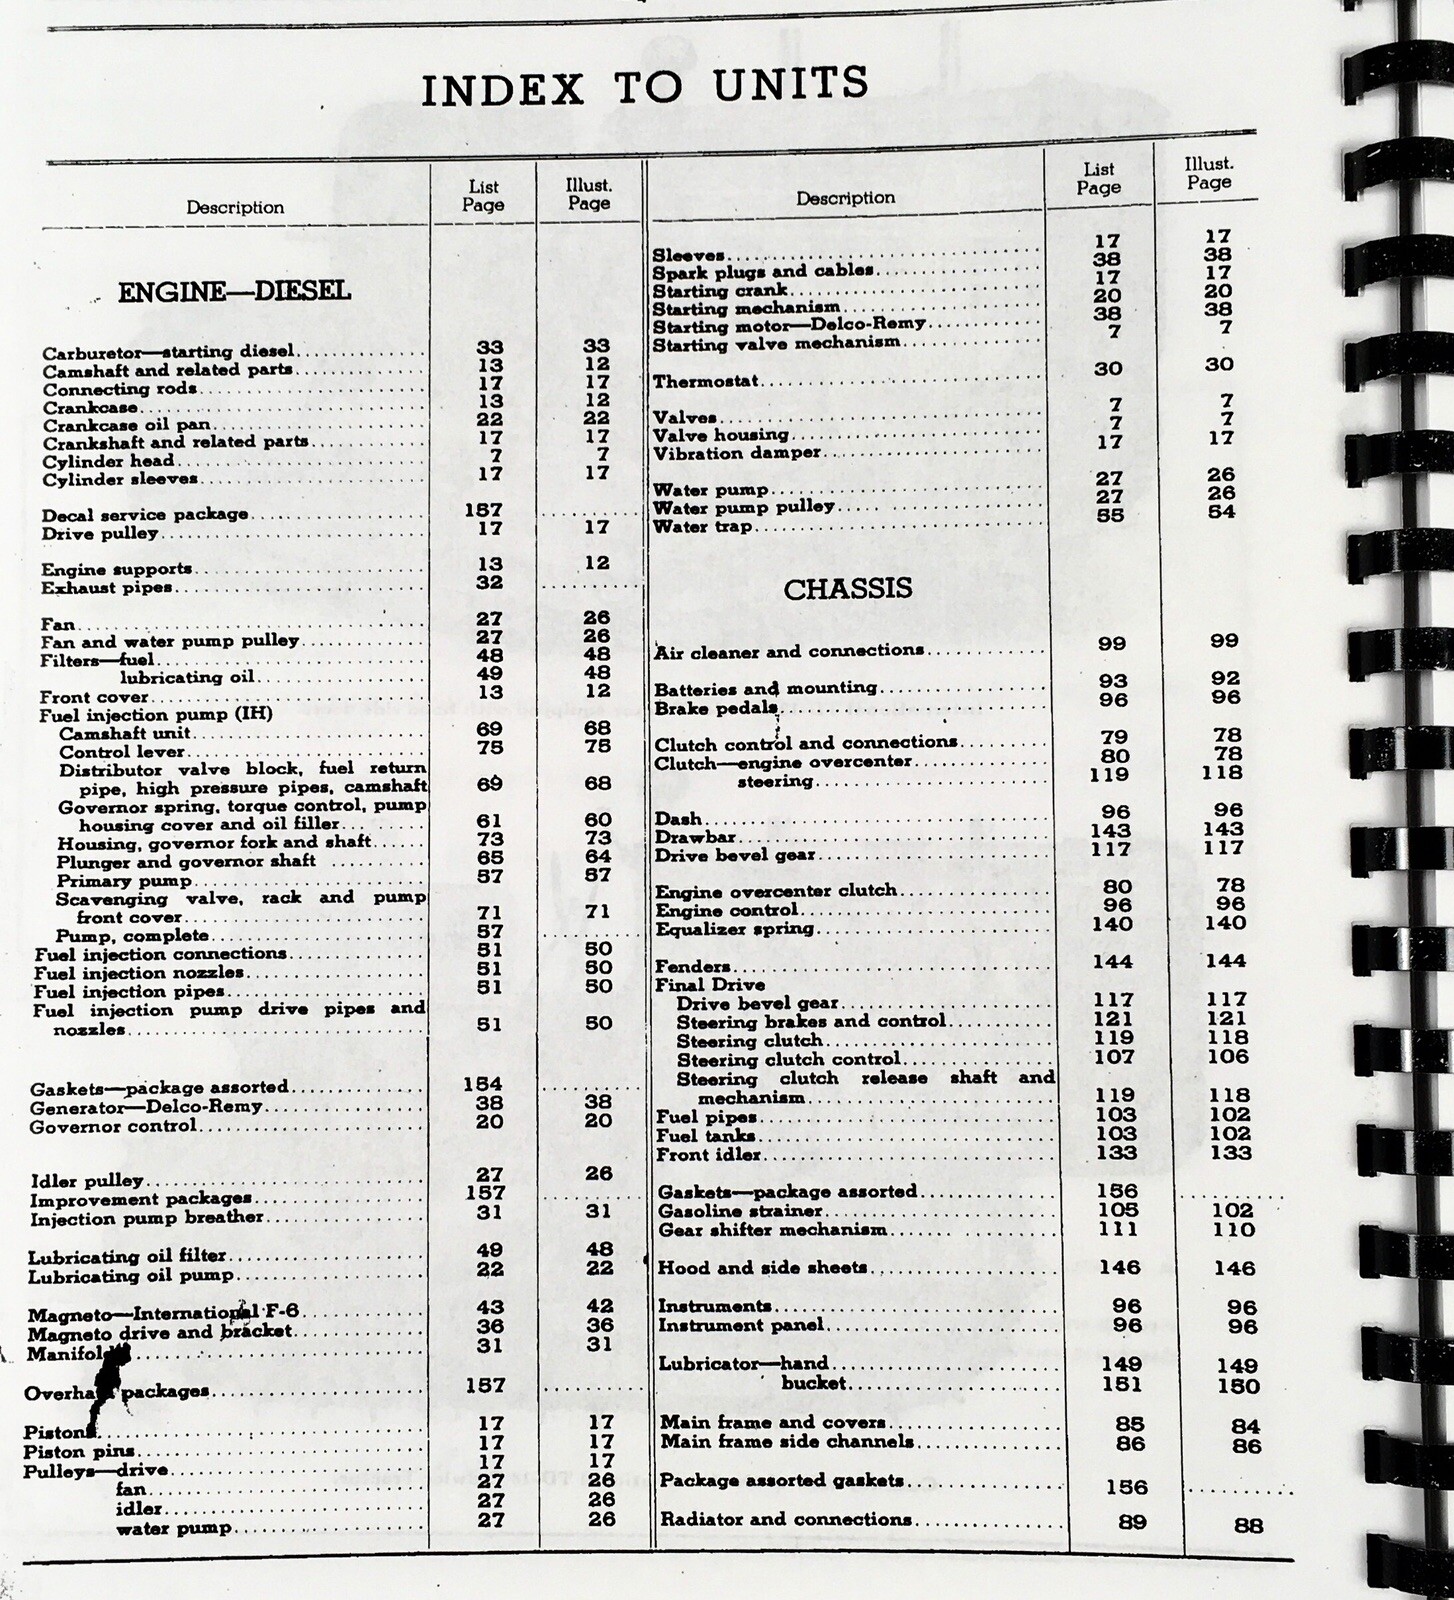 INDEX TO UNITS
Description List Page Illust. Page
ENGINE—DIESEL
Carburetor—starting diesel 33 33
Camshaft and related parts 13 12
Connecting rods 17 17
Crankcase 13 12
Crankcase oil pan 22 22
Crankshaft and related parts 17 17
Cylinder head 7 7
Cylinder sleeves 17 17
Decal service package 157
Drive pulley 17 17
Engine supports 13 12
Exhaust pipes 32
Fan 27 26
Fan and water pump pulley 27 26
Filters—fuel 48 48
lubricating oil 49 48
Front cover 13 12
Fuel injection pump (IH)
Camshaft unit 69 68
Control lever 75 75
Distributor valve block, fuel return
pipe, high pressure pipes, camshaft 69 68
Governor spring, torque control, pump
housing cover and oil filler 61 60
Housing, governor fork and shaft 73 73
Plunger and governor shaft 65 64
Primary pump 57 57
Scavenging valve, rack and pump
front cover 71 71
Pump, complete 57
Fuel injection connections 51 50
Fuel injection nozzles 51 50
Fuel injection pipes 51 50
Fuel injection pump drive pipes and
nozzles 51 50
Gaskets—package assorted 154
Generator—Delco-Remy 38 38
Governor control 20 20
Idler pulley 27 26
Improvement packages 157
Injection pump breather 31 31
Lubricating oil filter 49 48
Lubricating oil pump 22 22
Magneto—International F-6 43 42
Magneto drive and bracket 36 36
Manifold 31 31
Overhaul packages 157
Pistons 17 17
Piston pins 17 17
Pulleys—drive 17 17
fan 27 26
idler 27 26
water pump 27 26
Description List Page Illust. Page
Sleeves 17 17
Spark plugs and cables 38 38
Starting crank 17 17
Starting mechanism 20 20
Starting motor—Delco-Remy 38 38
Starting valve mechanism 7 7
Thermostat 30 30
Valves 7 7
Valve housing 7 7
Vibration damper 17 17
Water pump 27 26
Water pump pulley 27 26
Water trap 55 54
CHASSIS
Air cleaner and connections 99 99
Batteries and mounting 93 92
Brake pedals 96 96
Clutch control and connections 79 78
Clutch—engine overcenter 80 78
steering 119 118
Dash 96 96
Drawbar 143 143
Drive bevel gear 117 117
Engine overcenter clutch 80 78
Engine control 96 96
Equalizer spring 140 140
Fenders 144 144
Final Drive
Drive bevel gear 117 117
Steering brakes and control 121 121
Steering clutch 119 118
Steering clutch control 107 106
Steering clutch release shaft and
mechanism 119 118
Fuel pipes 103 102
Fuel tanks 103 102
Front idler 133 133
Gaskets—package assorted 156
Gasoline strainer 105 102
Gear shifter mechanism 111 110
Hood and side sheets 146 146
Instruments 96 96
Instrument panel 96 96
Lubricator—hand 149 149
bucket 151 150
Main frame and covers 85 84
Main frame side channels 86 86
Package assorted gaskets 156
Radiator and connections 89 88